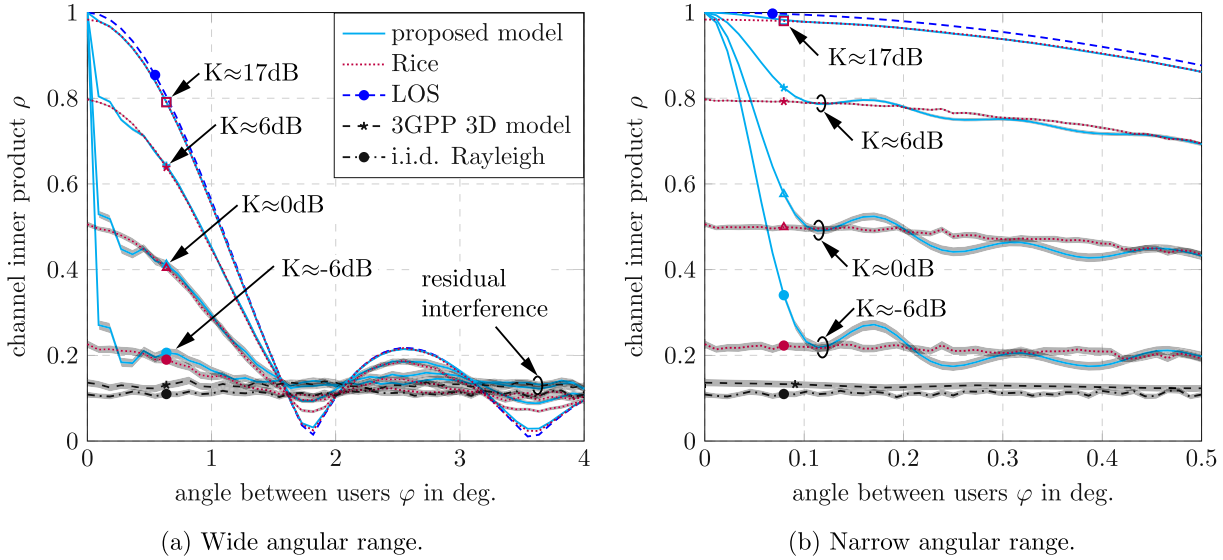 channel inner product ρ
1
0.8
0.6
0.4
0.2
0
0
1
2
3
4
angle between users φ in deg.
proposed model
Rice
LOS
3GPP 3D model
i.i.d. Rayleigh
K≈17dB
K≈6dB
K≈0dB
K≈-6dB
residual
interference
(a) Wide angular range.
channel inner product ρ
1
0.8
0.6
0.4
0.2
0
0
0.1
0.2
0.3
0.4
0.5
angle between users φ in deg.
K≈17dB
K≈6dB
K≈0dB
K≈-6dB
(b) Narrow angular range.